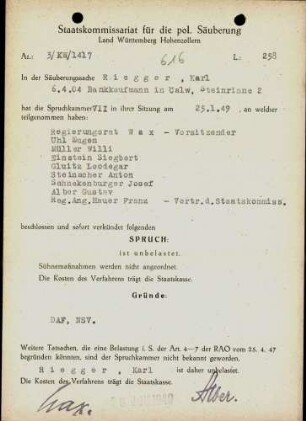 Staatskommissariat für die pol. Säuberung
Land Württemberg Hohenzollern
Az.: 3/KW/1417 616 L: 258
In der Säuberungssache R i e g g e r , Karl
6.4.04 Bankkaufmann in Calw, Steinrinne 2
hat die Spruchkammer VII in ihrer Sitzung am 25.1.49 an welcher
teilgenommen haben:
Regierungsrat W a x - Vorsitzender
Uhl Eugen
Müller Willi
Einstein Siegbert
Gluitz Leodegar
Steinacher Anton
Schnekenburger Josef
Alber Gustav
Reg.Ang.Hauer Franz - Vertr.d.Staatskommiss.
beschlossen und sofort verkündet folgenden
SPRUCH:
ist unbelastet.
Sühnemaßnahmen werden nicht angeordnet.
Die Kosten des Verfahrens trägt die Staatskasse.
Gründe:
DAF, NSV.
Weitere Tatsachen, die eine Belastung i. S. der Art. 4—7 der RAO vom 25. 4. 47
begründen könnten, sind der Spruchkammer nicht bekannt geworden.
R i e g g e r , Karl ist daher unbelastet.
Die Kosten des Verfahrens trägt die Staatskasse.
Wax. Alber.